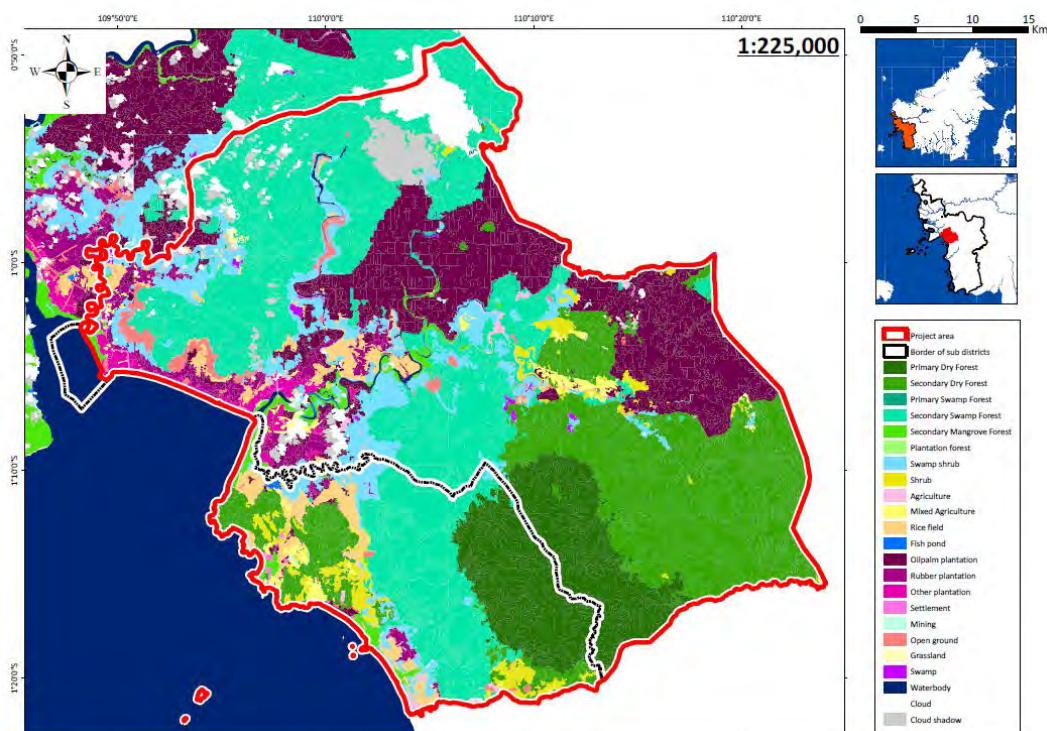 109°50'0"E 110°0'0"E 110°10'0"E 110°20'0"E
0 5 10 15
Km
1:225,000
N
W E
S
0°50'0"S
1°0'0"S
1°10'0"S
1°20'0"S
Project area
Border of sub districts
Primary Dry Forest
Secondary Dry Forest
Primary Swamp Forest
Secondary Swamp Forest
Secondary Mangrove Forest
Plantation forest
Swamp shrub
Shrub
Agriculture
Mixed Agriculture
Rice field
Fish pond
Oilpalm plantation
Rubber plantation
Other plantation
Settlement
Mining
Open ground
Grassland
Swamp
Waterbody
Cloud
Cloud shadow